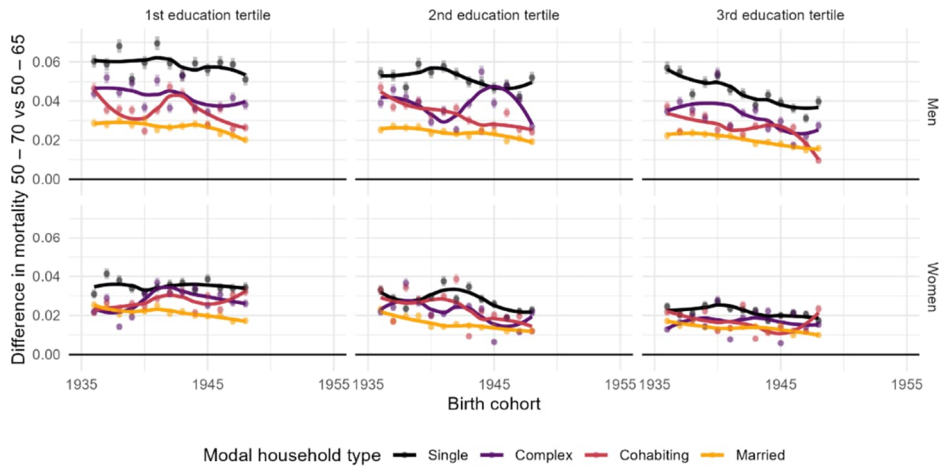 1st education tertile 2nd education tertile 3rd education tertile
Difference in mortality 50 – 70 vs 50 – 65
0.06
0.04
0.02
0.00
Men
0.06
0.04
0.02
0.00
Women
1935 1945 1955 1935 1945 1955 1935 1945 1955
Birth cohort
Modal household type Single Complex Cohabiting Married